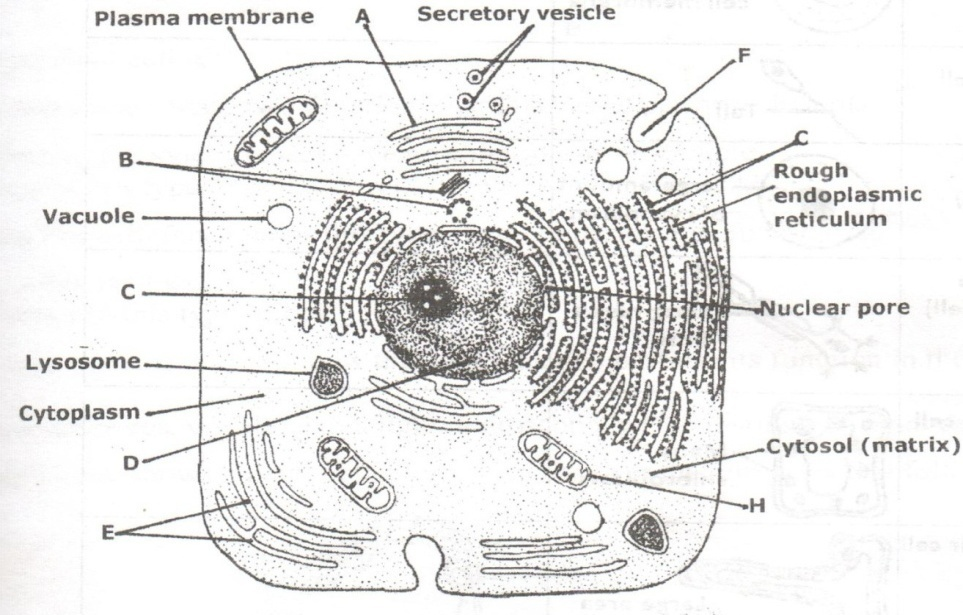 Plasma membrane
A
Secretory vesicle
F
B
C
Rough
endoplasmic
reticulum
Vacuole
C
Nuclear pore
Lysosome
Cytoplasm
D
Cytosol (matrix)
H
E